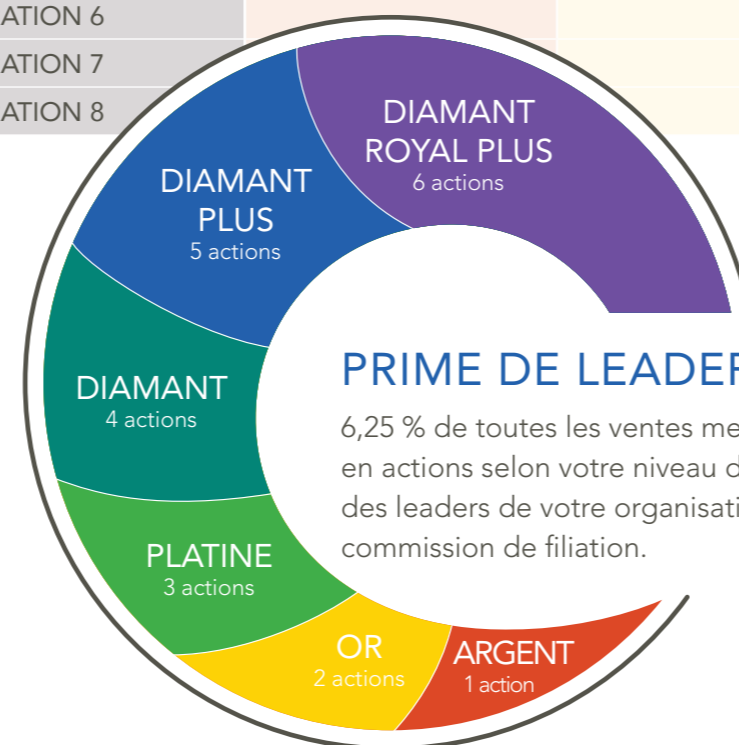 ATION 6
ATION 7
ATION 8
DIAMANT
ROYAL PLUS
6 actions
DIAMANT
PLUS
5 actions
DIAMANT
4 actions
PLATINE
3 actions
OR
2 actions
ARGENT
1 action
PRIME DE LEADER
6,25 % de toutes les ventes me
en actions selon votre niveau d
des leaders de votre organisati
commission de filiation.